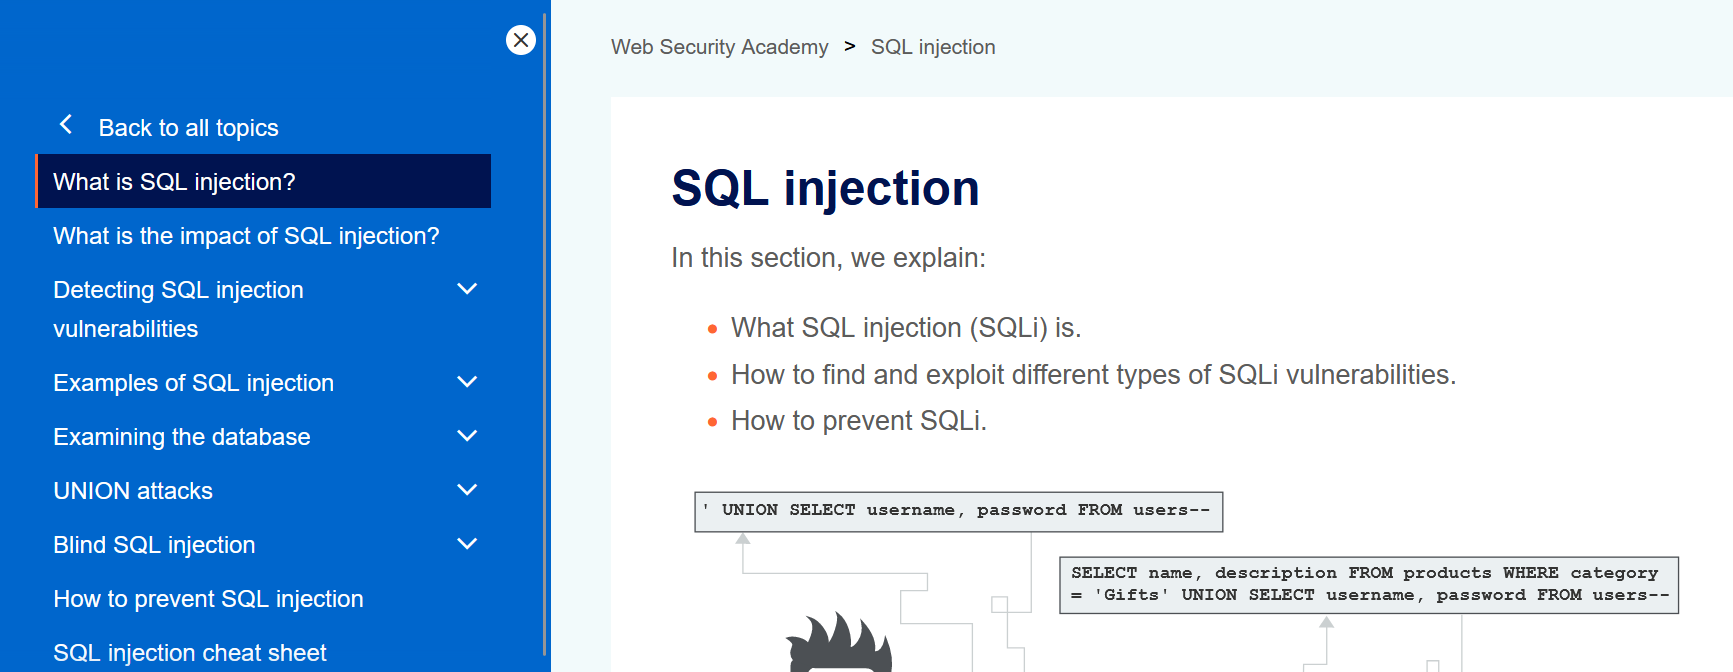 Back to all topics
What is SQL injection?
What is the impact of SQL injection?
Detecting SQL injection
vulnerabilities
Examples of SQL injection
Examining the database
UNION attacks
Blind SQL injection
How to prevent SQL injection
SQL injection cheat sheet
Web Security Academy > SQL injection
SQL injection
In this section, we explain:
What SQL injection (SQLi) is.
How to find and exploit different types of SQLi vulnerabilities.
How to prevent SQLi.
' UNION SELECT username, password FROM users--
SELECT name, description FROM products WHERE category
= 'Gifts' UNION SELECT username, password FROM users--